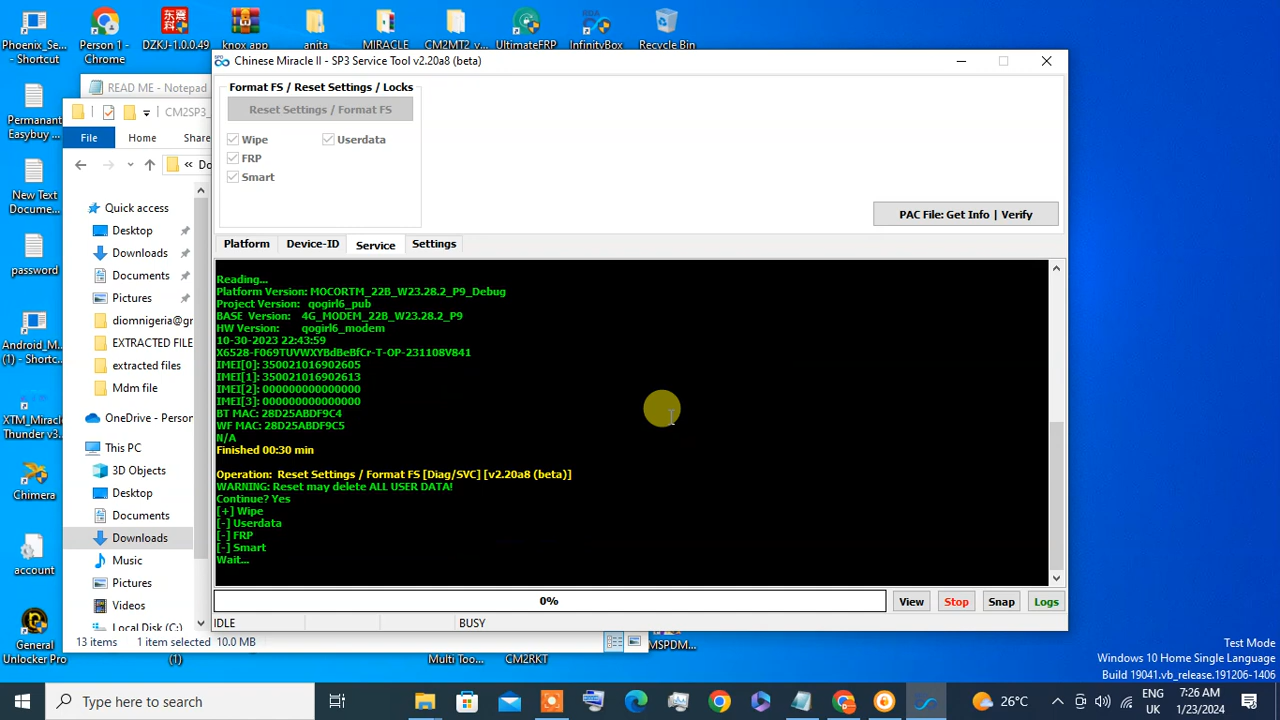 Phoenix_Se...
- Shortcut
Person 1 -
Chrome
DZKJ-1.0.0.49
knox app
anita
MIRACLE
CM2MT2_v...
UltimateFRP
InfinityBox
Recycle Bin
READ ME - Notepad
CM2SP3_
File
Home
Share
« Do
Chinese Miracle II - SP3 Service Tool v2.20a8 (beta)
Format FS / Reset Settings / Locks
Reset Settings / Format FS
Wipe
Userdata
FRP
Smart
PAC File: Get Info | Verify
Platform
Device-ID
Service
Settings
Permanant
Easybuy ...
New Text
Docume...
password
Android_M...
(1) - Shortc...
XTM_Miracle
Thunder v3...
Chimera
account
General
Unlocker Pro
Quick access
Desktop
Downloads
Documents
Pictures
diomnigeria@gr
EXTRACTED FILE
extracted files
Mdm file
OneDrive - Person
This PC
3D Objects
Desktop
Documents
Downloads
Music
Pictures
Videos
Local Disk (C:)
13 items
1 item selected 10.0 MB
Reading...
Platform Version: MOCORTM_22B_W23.28.2_P9_Debug
Project Version: qogirl6_pub
BASE Version: 4G_MODEM_22B_W23.28.2_P9
HW Version: qogirl6_modem
10-30-2023 22:43:59
X6528-F069TUVWXYBdBeBfCr-T-OP-231108V841
IMEI[0]: 350021016902605
IMEI[1]: 350021016902613
IMEI[2]: 000000000000000
IMEI[3]: 000000000000000
BT MAC: 28D25ABDF9C4
WF MAC: 28D25ABDF9C5
N/A
Finished 00:30 min
Operation: Reset Settings / Format FS [Diag/SVC] [v2.20a8 (beta)]
WARNING: Reset may delete ALL USER DATA!
Continue? Yes
[+] Wipe
[-] Userdata
[-] FRP
[-] Smart
Wait...
0%
View
Stop
Snap
Logs
IDLE
BUSY
(1)
Multi Too...
CM2RKT
MSPDM...
Test Mode
Windows 10 Home Single Language
Build 19041.vb_release.191206-1406
Type here to search
26°C
ENG
UK
7:26 AM
1/23/2024